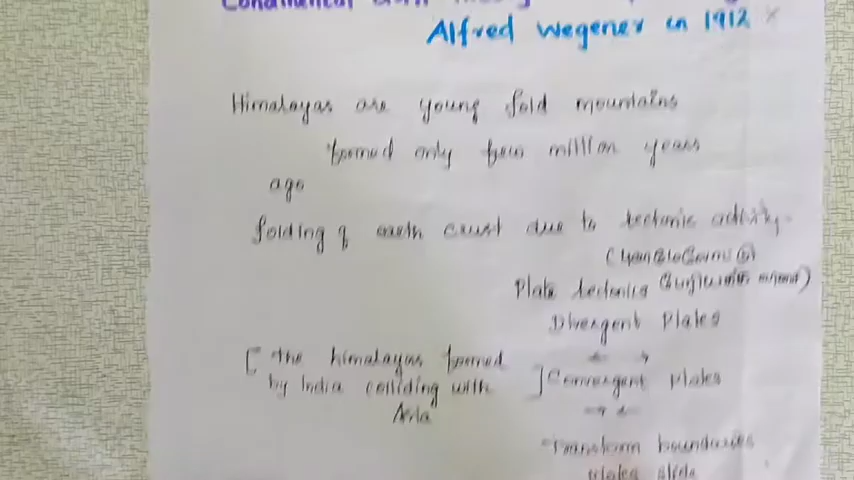 Continental
Alfred Wegener in 1912 ×
Himalayas are young fold mountains
formed only few million years
ago
folding of earth crust due to tectonic activity.
Plate tectonics
Divergent Plates
[ The himalayas formed
by India colliding with
Asia
] Convergent plates
Transform boundaries
plates slide